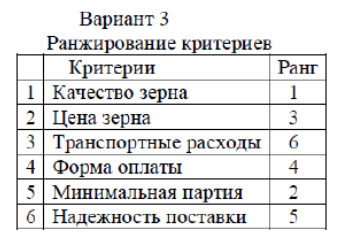 Вариант 3
Ранжирование критериев
Критерии Ранг
1 Качество зерна 1
2 Цена зерна 3
3 Транспортные расходы 6
4 Форма оплаты 4
5 Минимальная партия 2
6 Надежность поставки 5